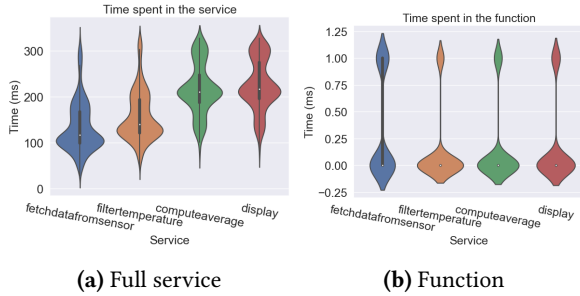 Time spent in the service
Time (ms)
300
200
100
0
fetchdatafromsensor
filtertemperature
computeaverage
display
Service
(a) Full service
Time spent in the function
Time (ms)
1.25
1.00
0.75
0.50
0.25
0.00
−0.25
fetchdatafromsensor
filtertemperature
computeaverage
display
Service
(b) Function